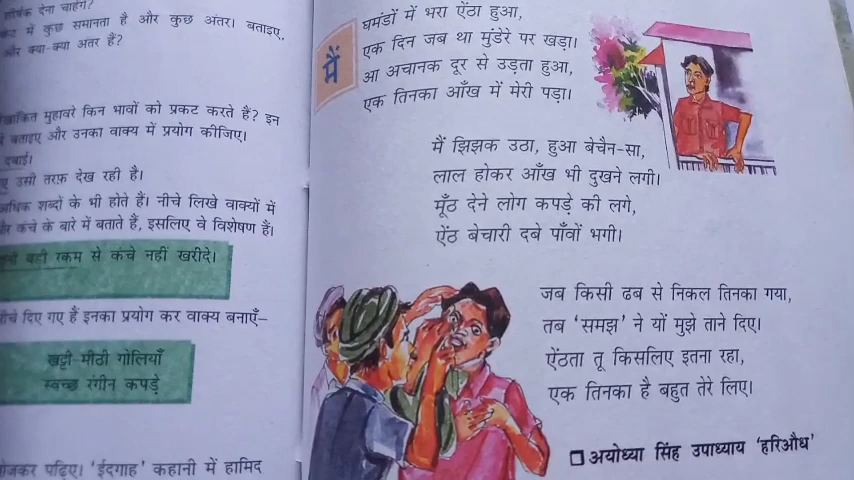 देना चाहेंगे?
में कुछ समानता है और कुछ अंतर। बताइए,
और क्या-क्या अंतर हैं?
मुहावरे किन भावों को प्रकट करते हैं? इन
बताइए और उनका वाक्य में प्रयोग कीजिए।
दबाई।
उसी तरफ़ देख रही है।
शब्दों के भी होते हैं। नीचे लिखे वाक्यों में
कंचे के बारे में बताते हैं, इसलिए वे विशेषण हैं।
बड़ी रकम से कंचे नहीं खरीदे।
दिए गए हैं इनका प्रयोग कर वाक्य बनाएँ–
खट्टी मीठी गोलियाँ
स्वच्छ रंगीन कपड़े
पढ़िए। 'ईदगाह' कहानी में हामिद
मैं
घमंडों में भरा ऐंठा हुआ,
एक दिन जब था मुंडेरे पर खड़ा।
आ अचानक दूर से उड़ता हुआ,
एक तिनका आँख में मेरी पड़ा।
मैं झिझक उठा, हुआ बेचैन-सा,
लाल होकर आँख भी दुखने लगी।
मूँठ देने लोग कपड़े की लगे,
ऐंठ बेचारी दबे पाँवों भगी।
जब किसी ढब से निकल तिनका गया,
तब 'समझ' ने यों मुझे ताने दिए।
ऐंठता तू किसलिए इतना रहा,
एक तिनका है बहुत तेरे लिए।
अयोध्या सिंह उपाध्याय 'हरिऔध'